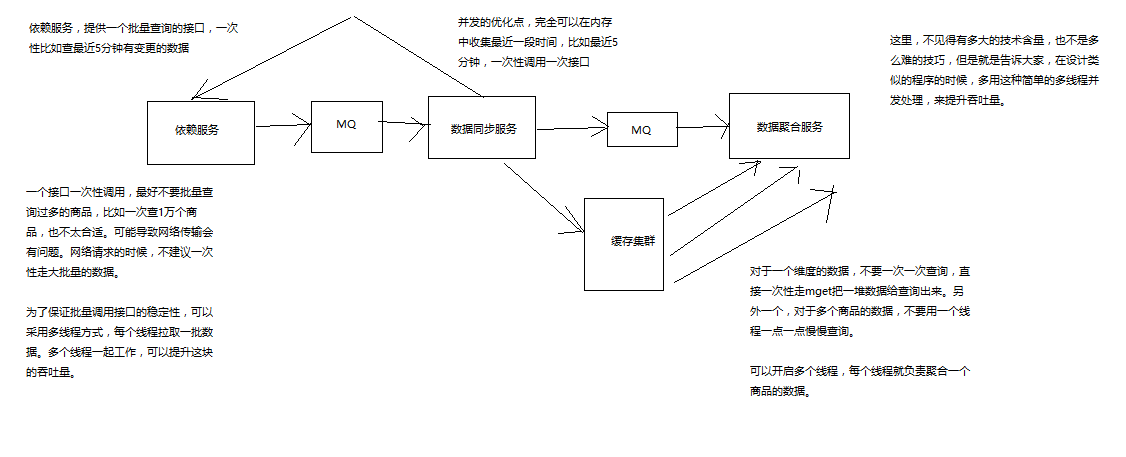 依赖服务，提供一个批量查询的接口，一次
性比如查最近5分钟有变更的数据
并发的优化点，完全可以在内存
中收集最近一段时间，比如最近5
分钟，一次性调用一次接口
这里，不见得有多大的技术含量，也不是多
么难的技巧，但是就是告诉大家，在设计类
似的程序的时候，多用这种简单的多线程并
发处理，来提升吞吐量。
依赖服务
MQ
数据同步服务
MQ
数据聚合服务
一个接口一次性调用，最好不要批量查
询过多的商品，比如一次查1万个商
品，也不太合适。可能导致网络传输会
有问题。网络请求的时候，不建议一次
性走大批量的数据。
为了保证批量调用接口的稳定性，可以
采用多线程方式，每个线程拉取一批数
据。多个线程一起工作，可以提升这块
的吞吐量。
缓存集群
对于一个维度的数据，不要一次一次查询，直
接一次性走mget把一堆数据给查询出来。另
外一个，对于多个商品的数据，不要用一个线
程一点一点慢慢查询。
可以开启多个线程，每个线程就负责聚合一个
商品的数据。